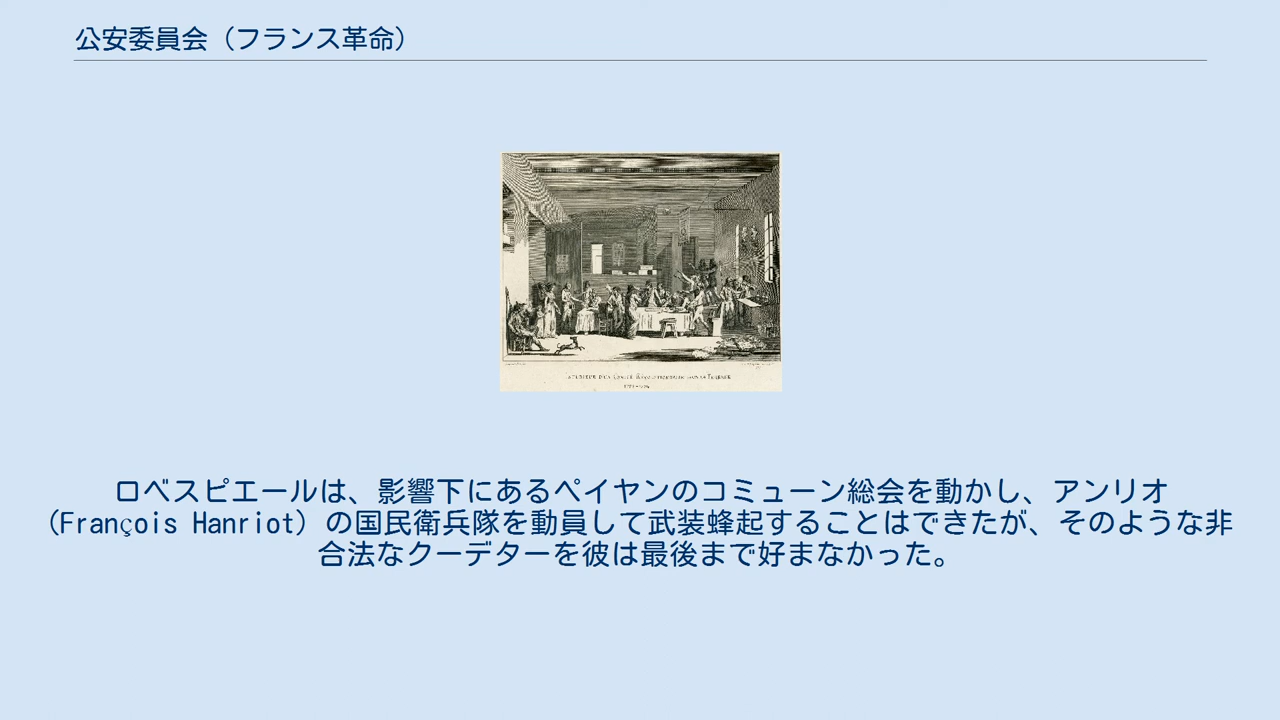 公安委員会（フランス革命）
ロベスピエールは、影響下にあるペイヤンのコミューン総会を動かし、アンリオ
（François Hanriot）の国民衛兵隊を動員して武装蜂起することはできたが、そのような非
合法なクーデターを彼は最後まで好まなかった。